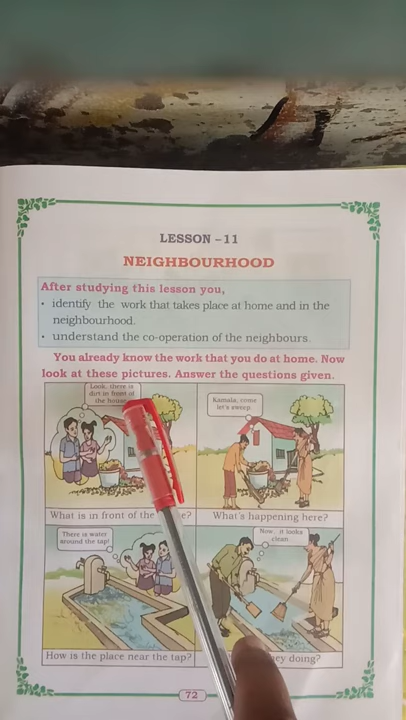 LESSON – 11
NEIGHBOURHOOD
After studying this lesson you,
• identify the work that takes place at home and in the
neighbourhood.
• understand the co-operation of the neighbours.
You already know the work that you do at home. Now
look at these pictures. Answer the questions given.
Look, there is
dirt in front of
the house
Kamala, come
let's sweep.
What is in front of the e?
What's happening here?
There is water
around the tap!
Now, it looks
clean.
How is the place near the tap?
ey doing?
72